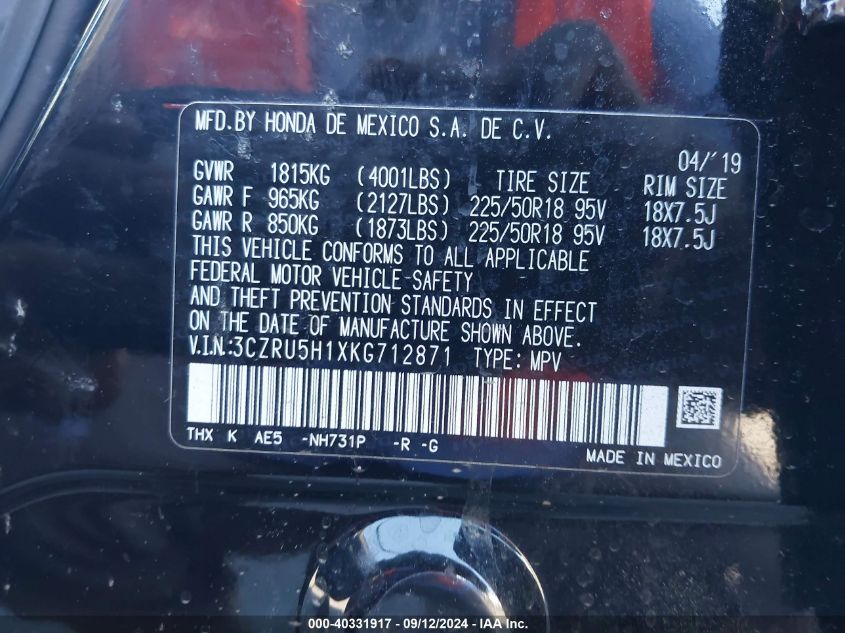 MFD.BY HONDA DE MEXICO S.A. DE C.V.
04/'19
GVWR 1815KG (4001LBS) TIRE SIZE RIM SIZE
GAWR F 965KG (2127LBS) 225/50R18 95V 18X7.5J
GAWR R 850KG (1873LBS) 225/50R18 95V 18X7.5J
THIS VEHICLE CONFORMS TO ALL APPLICABLE
FEDERAL MOTOR VEHICLE-SAFETY
AND THEFT PREVENTION STANDARDS IN EFFECT
ON THE DATE OF MANUFACTURE SHOWN ABOVE.
V.I.N.:3CZRU5H1XKG712871 TYPE: MPV
THX K AE5 -NH731P -R -G
MADE IN MEXICO
000-40331917 - 09/12/2024 - IAA Inc.